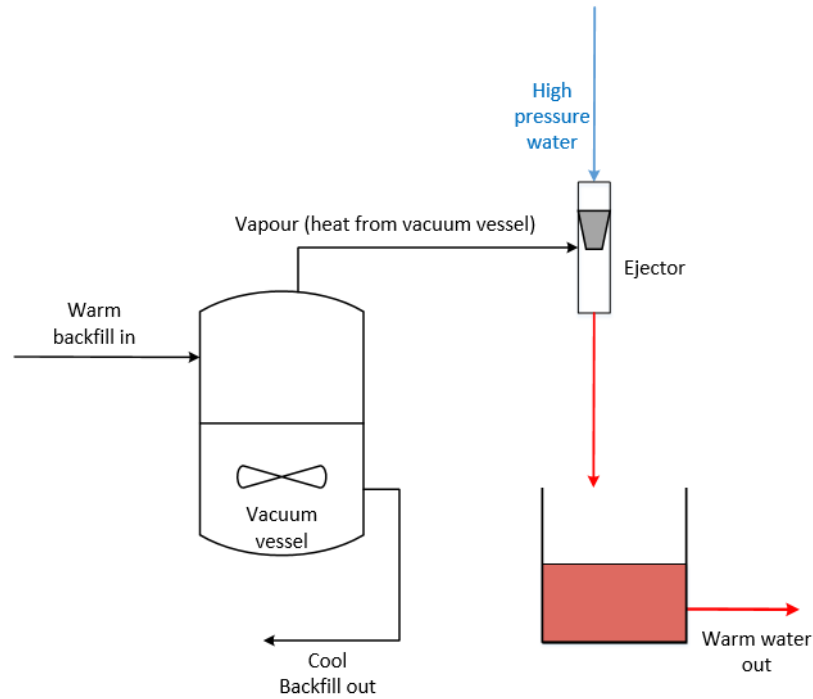 High
pressure
water
Vapour (heat from vacuum vessel)
Ejector
Warm
backfill in
Vacuum
vessel
Warm water
out
Cool
Backfill out